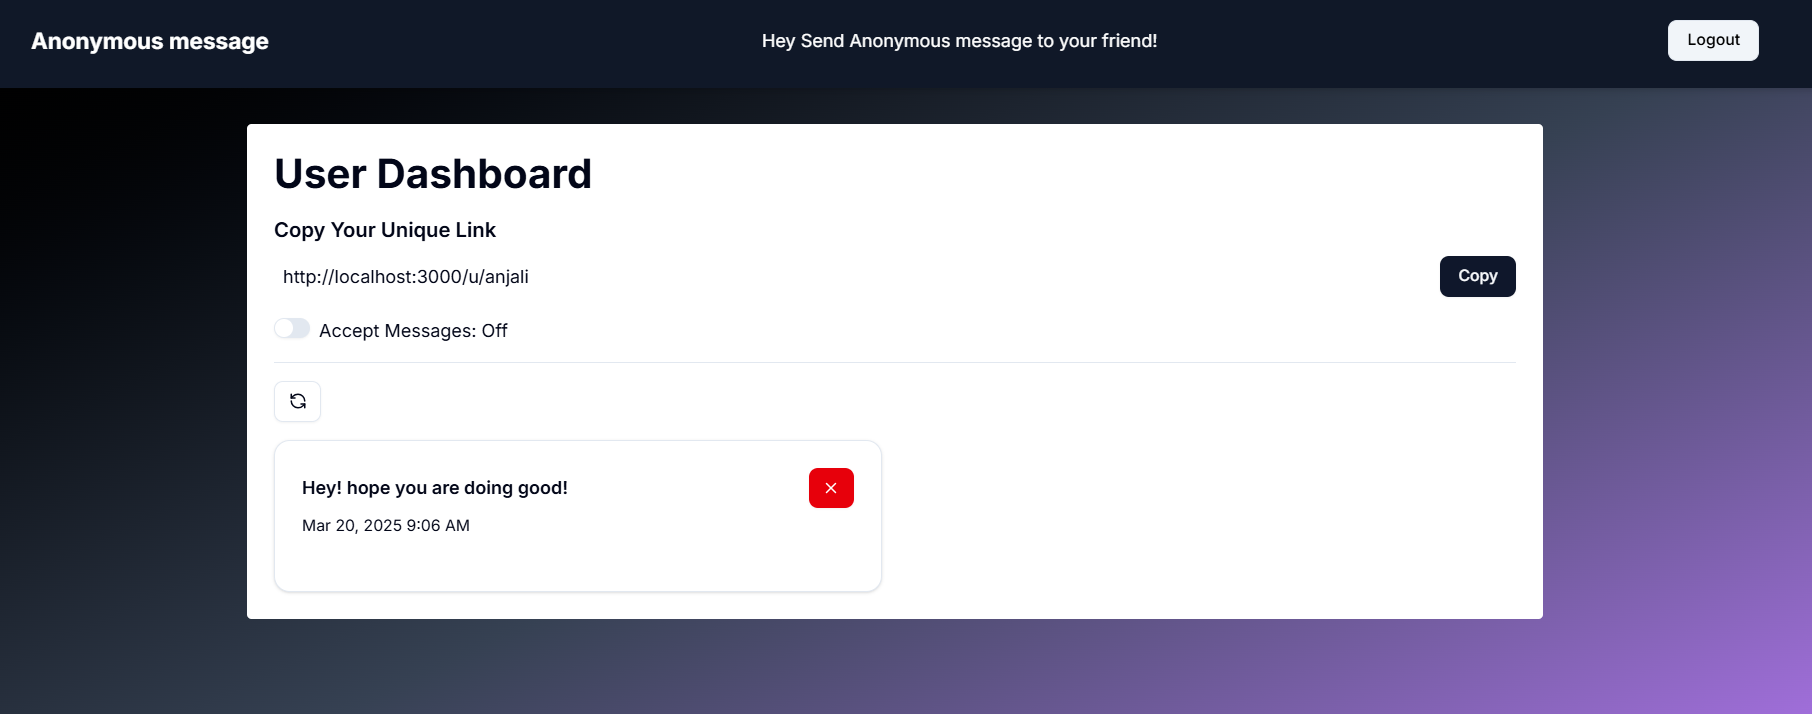 Anonymous message
Hey Send Anonymous message to your friend!
Logout
User Dashboard
Copy Your Unique Link
http://localhost:3000/u/anjali
Copy
Accept Messages: Off
Hey! hope you are doing good!
Mar 20, 2025 9:06 AM